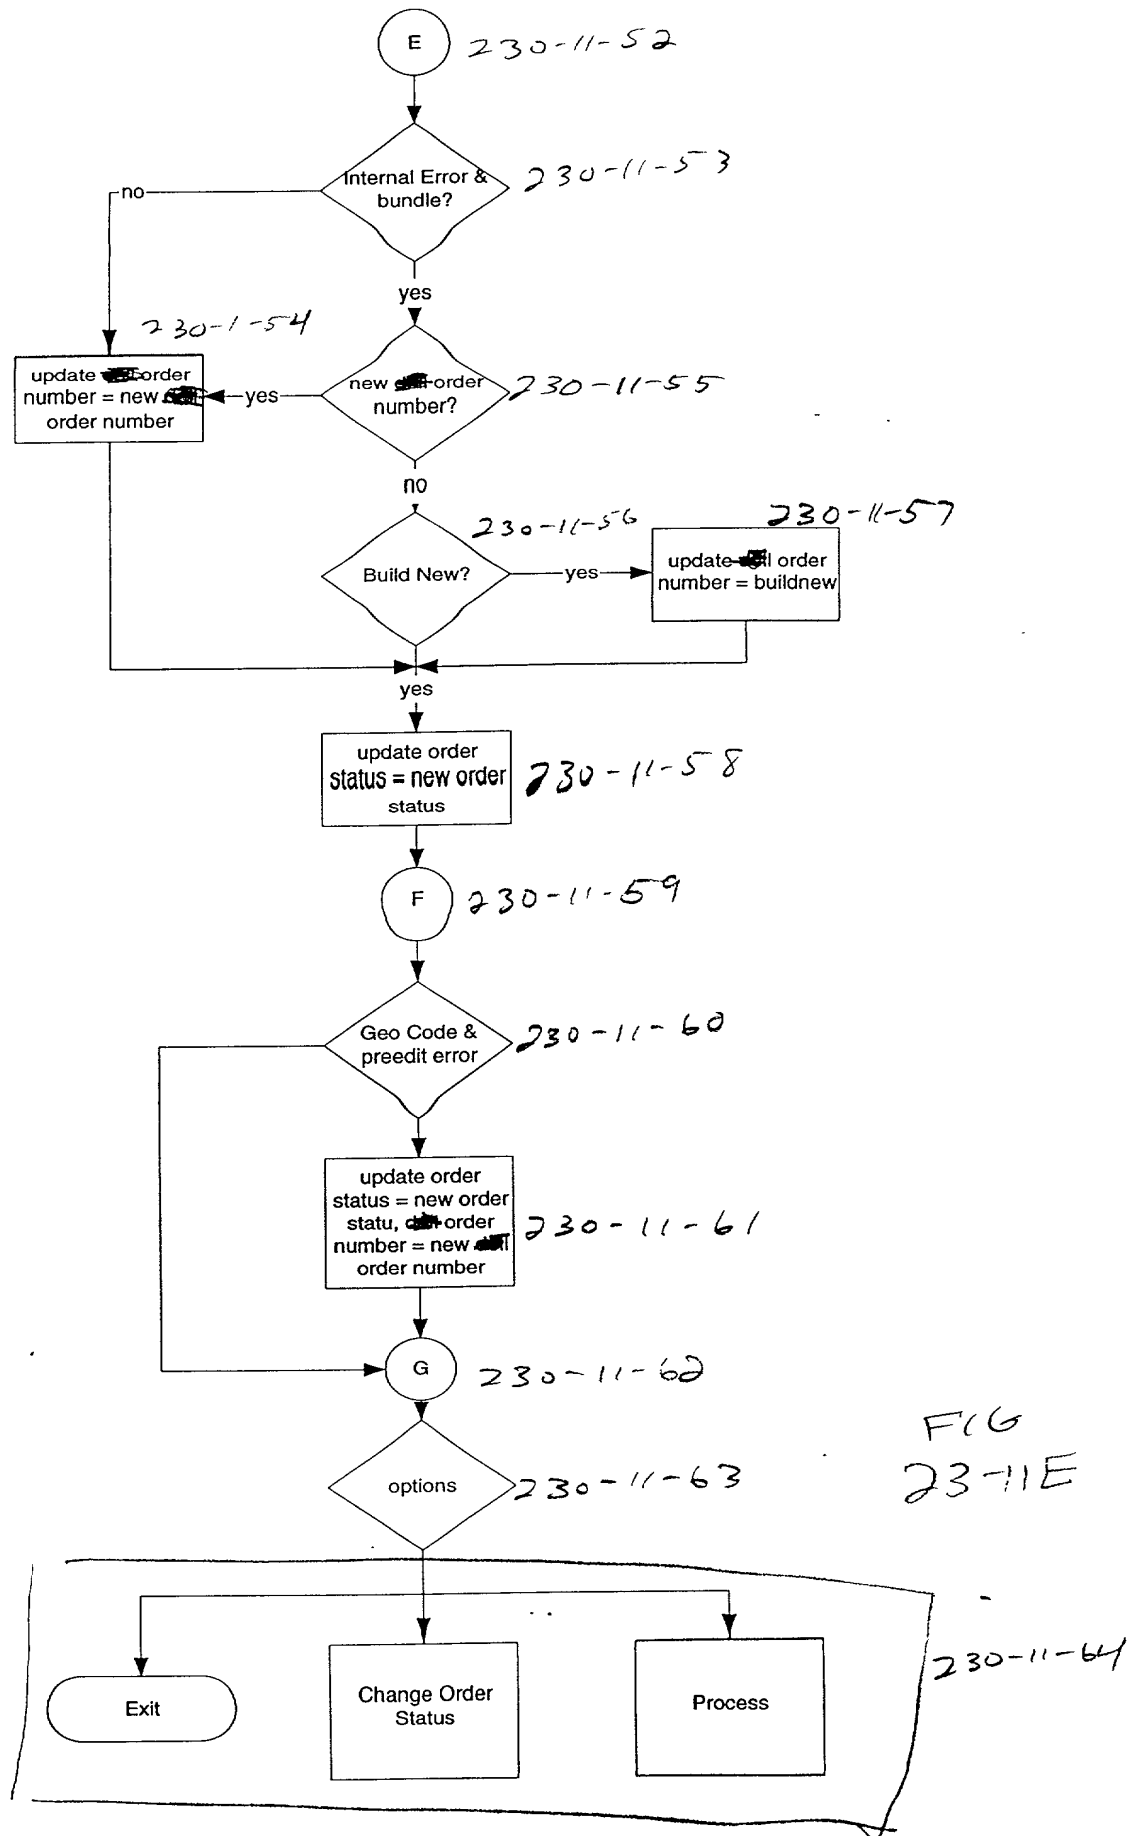 E
230-11-52
Internal Error &
bundle?
230-11-53
no
yes
230-1-54
update order
number = new
order number
yes
new order
number?
230-11-55
no
230-11-56
Build New?
yes
230-11-57
update order
number = buildnew
yes
update order
status = new order
status
230-11-58
F
230-11-59
Geo Code &
preedit error
230-11-60
update order
status = new order
statu, order
number = new
order number
230-11-61
G
230-11-62
options
230-11-63
FIG
23-11E
230-11-64
Exit
Change Order
Status
Process